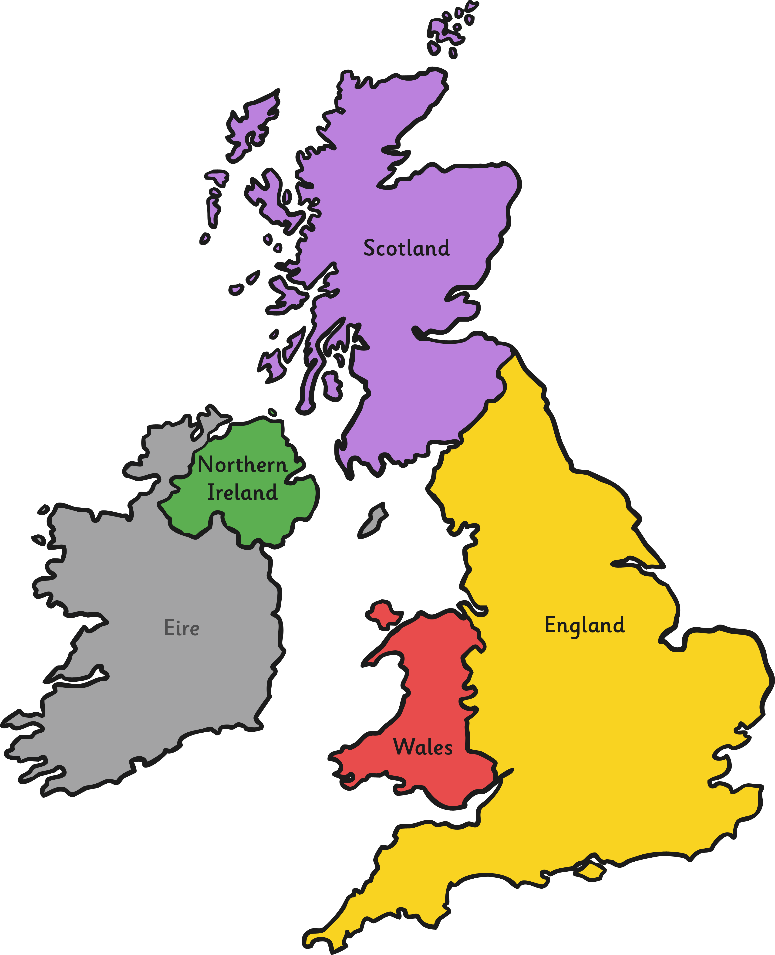 Scotland
Northern
Ireland
Eire
England
Wales